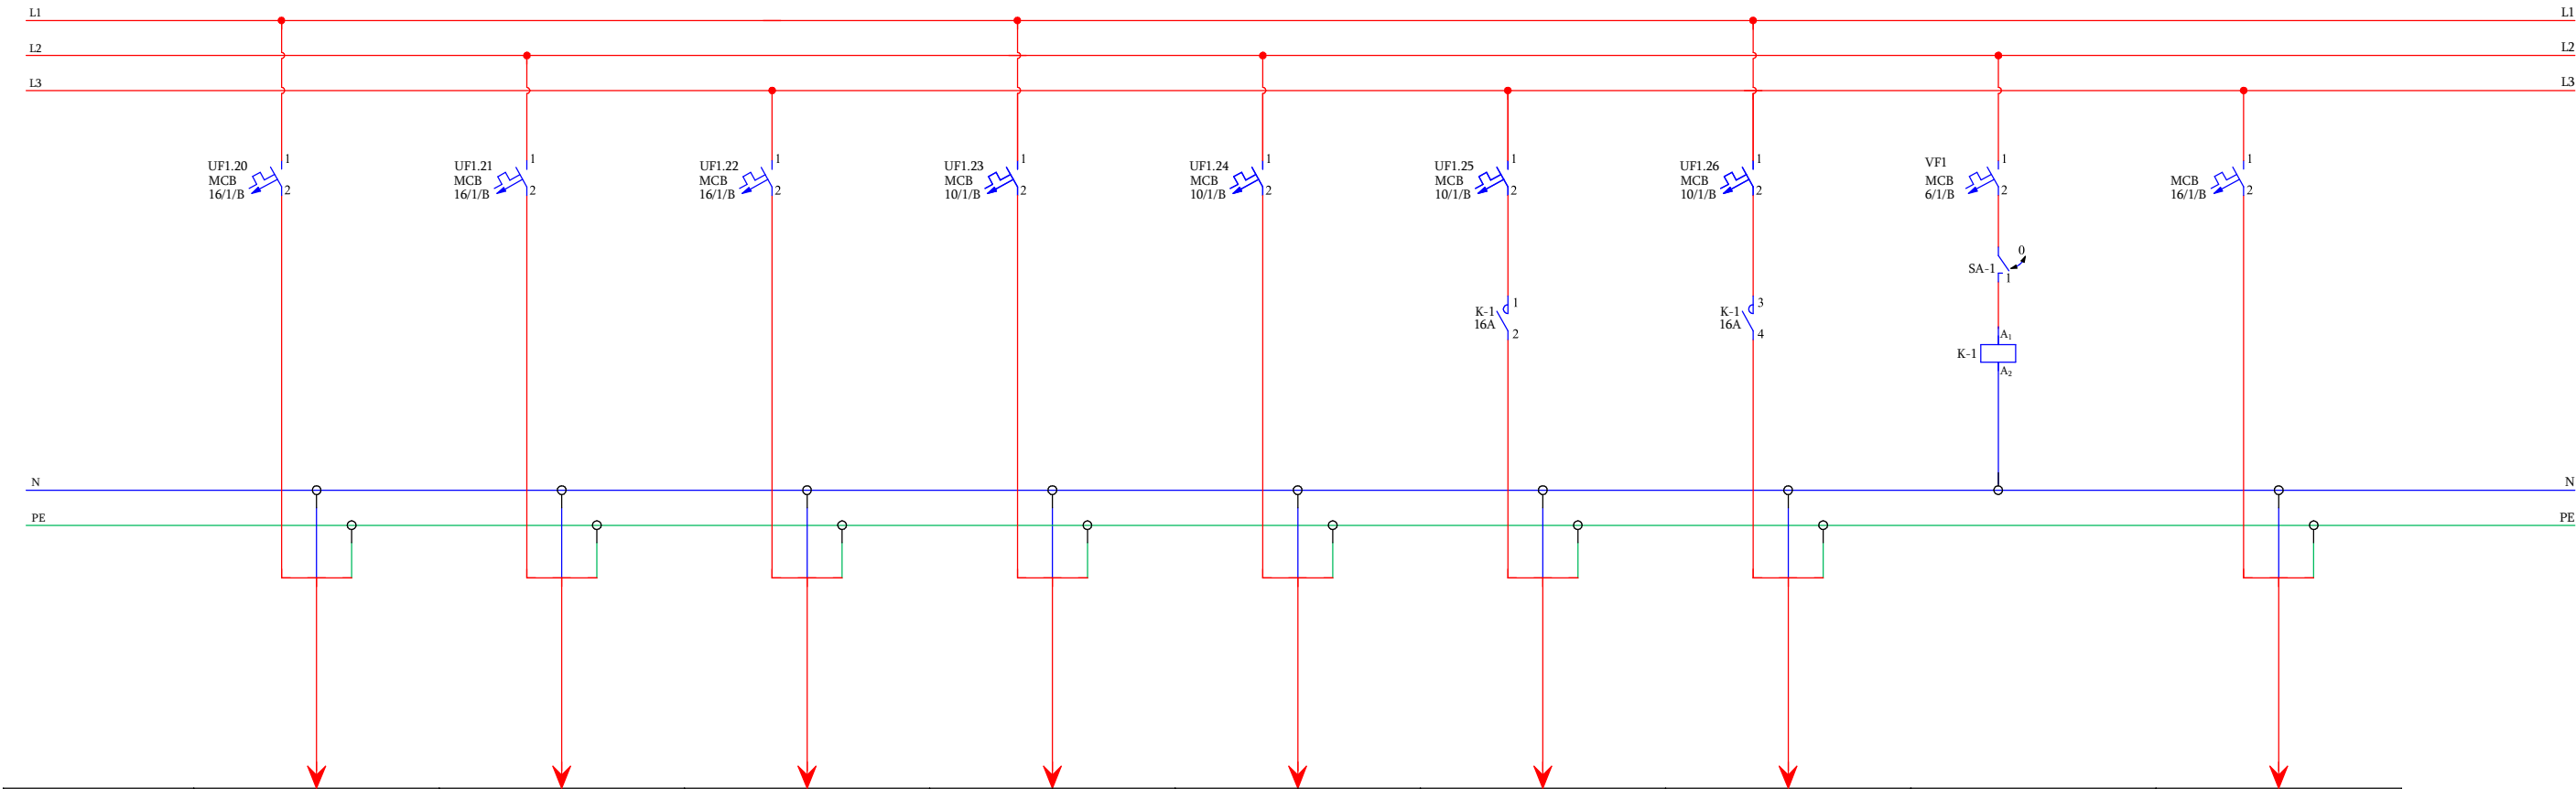 L1
L1
L2
L2
L3
L3
UF1.20
MCB
16/1/B
1
2
UF1.21
MCB
16/1/B
1
2
UF1.22
MCB
16/1/B
1
2
UF1.23
MCB
10/1/B
1
2
UF1.24
MCB
10/1/B
1
2
UF1.25
MCB
10/1/B
1
2
UF1.26
MCB
10/1/B
1
2
VF1
MCB
6/1/B
1
2
MCB
16/1/B
1
2
0
SA-1
1
K-1
16A
1
2
K-1
16A
3
4
A1
K-1
A2
N
N
PE
PE